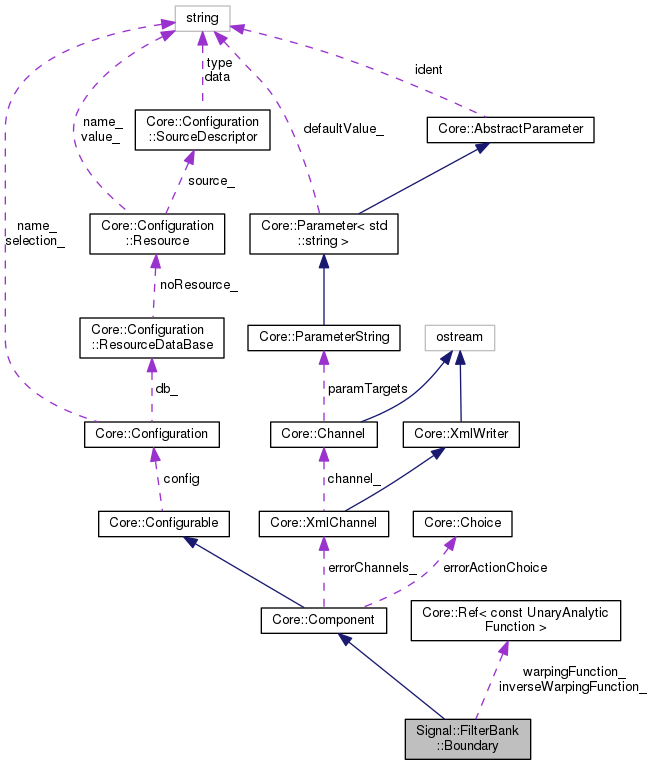 string
type
data
ident
Core::Configuration
::SourceDescriptor
Core::AbstractParameter
name_
value_
defaultValue_
source_
name_
selection_
Core::Configuration
::Resource
Core::Parameter< std
::string >
noResource_
Core::Configuration
::ResourceDataBase
Core::ParameterString
ostream
db_
paramTargets
Core::Configuration
Core::Channel
Core::XmlWriter
config
channel_
Core::Configurable
Core::XmlChannel
Core::Choice
errorChannels_
errorActionChoice
Core::Component
Core::Ref< const UnaryAnalytic
Function >
warpingFunction_
inverseWarpingFunction_
Signal::FilterBank
::Boundary